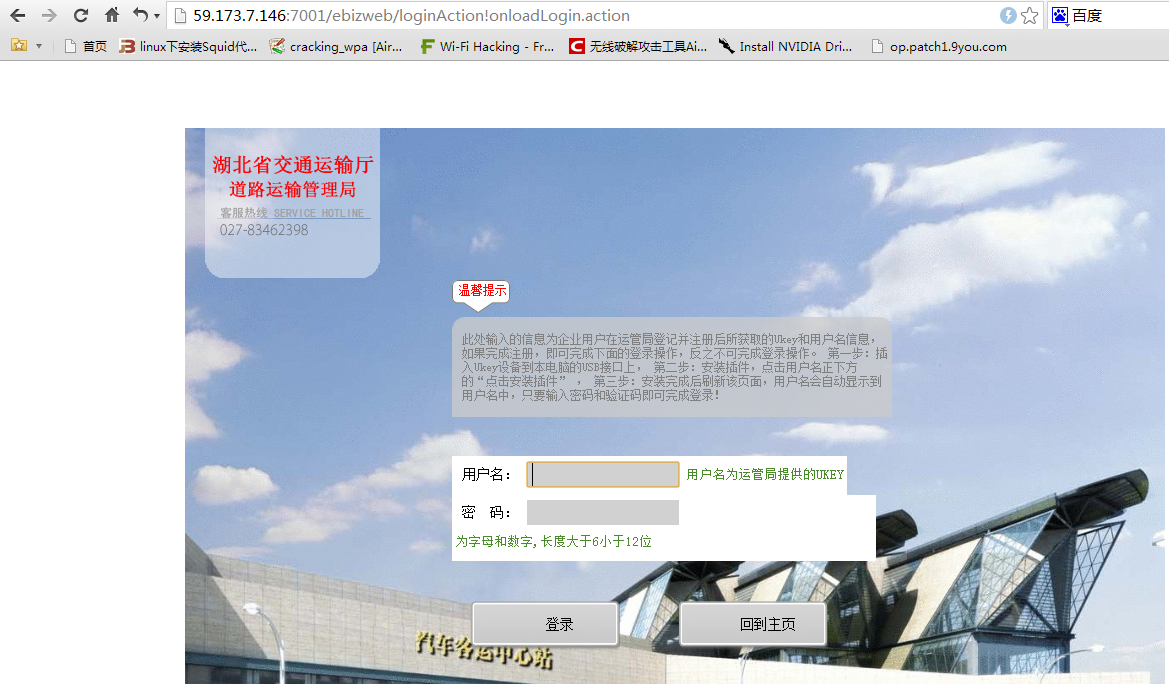 59.173.7.146:7001/ebizweb/loginAction!onloadLogin.action
百度
首页
linux下安装Squid代...
cracking_wpa [Air...
Wi-Fi Hacking - Fr...
无线破解攻击工具Ai...
Install NVIDIA Dri...
op.patch1.9you.com
湖北省交通运输厅
道路运输管理局
客服热线 SERVICE HOTLINE
027-83462398
温馨提示
此处输入的信息为企业用户在运管局登记并注册后所获取的Ukey和用户名信息，
如果完成注册，即可完成下面的登录操作，反之不可完成登录操作。 第一步：插
入Ukey设备到本电脑的USB接口上， 第二步：安装插件，点击用户名正下方
的“点击安装插件” ， 第三步：安装完成后刷新该页面，用户名会自动显示到
用户名中，只要输入密码和验证码即可完成登录！
用户名：
用户名为运管局提供的UKEY
密 码：
为字母和数字,长度大于6小于12位
登录
回到主页
汽车客运中心站